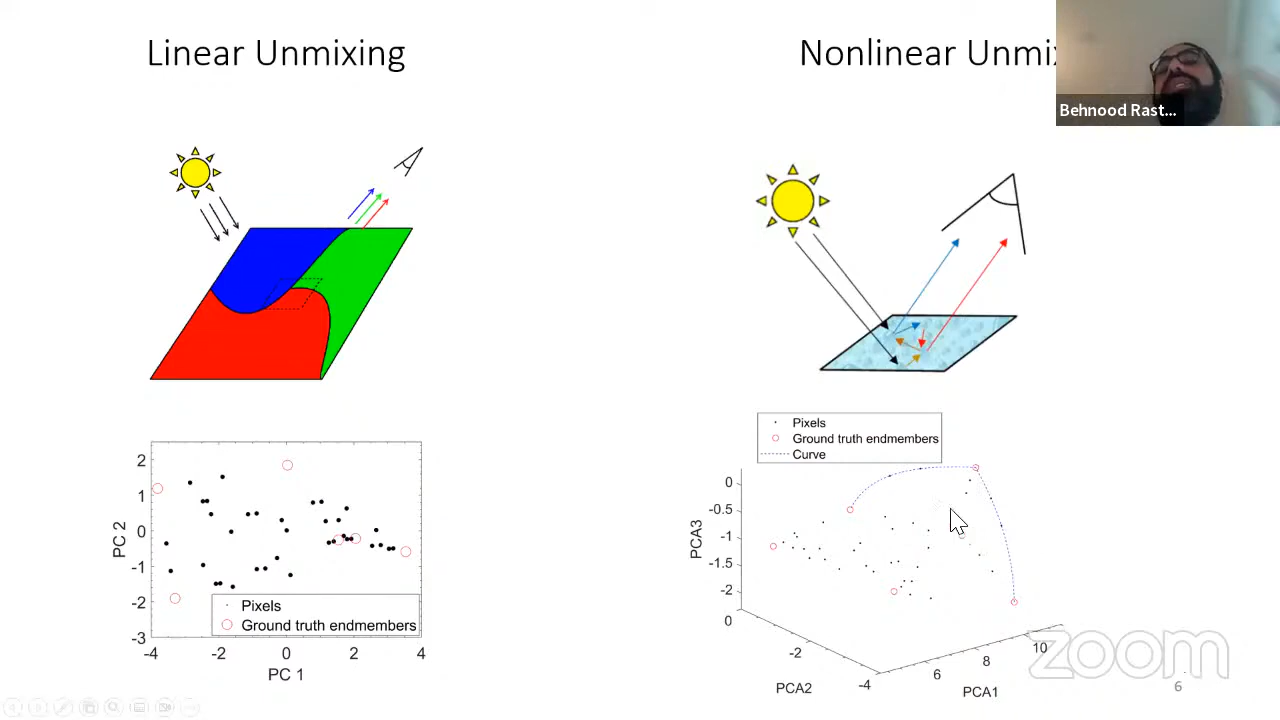 Linear Unmixing
Nonlinear Unmix
Behnood Rast...
2
1
0
-1
-2
-3
PC 2
-4
-2
0
2
4
PC 1
Pixels
Ground truth endmembers
Pixels
Ground truth endmembers
Curve
0
-0.5
-1
-1.5
-2
PCA3
0
-2
-4
PCA2
6
8
10
PCA1
zoom
6